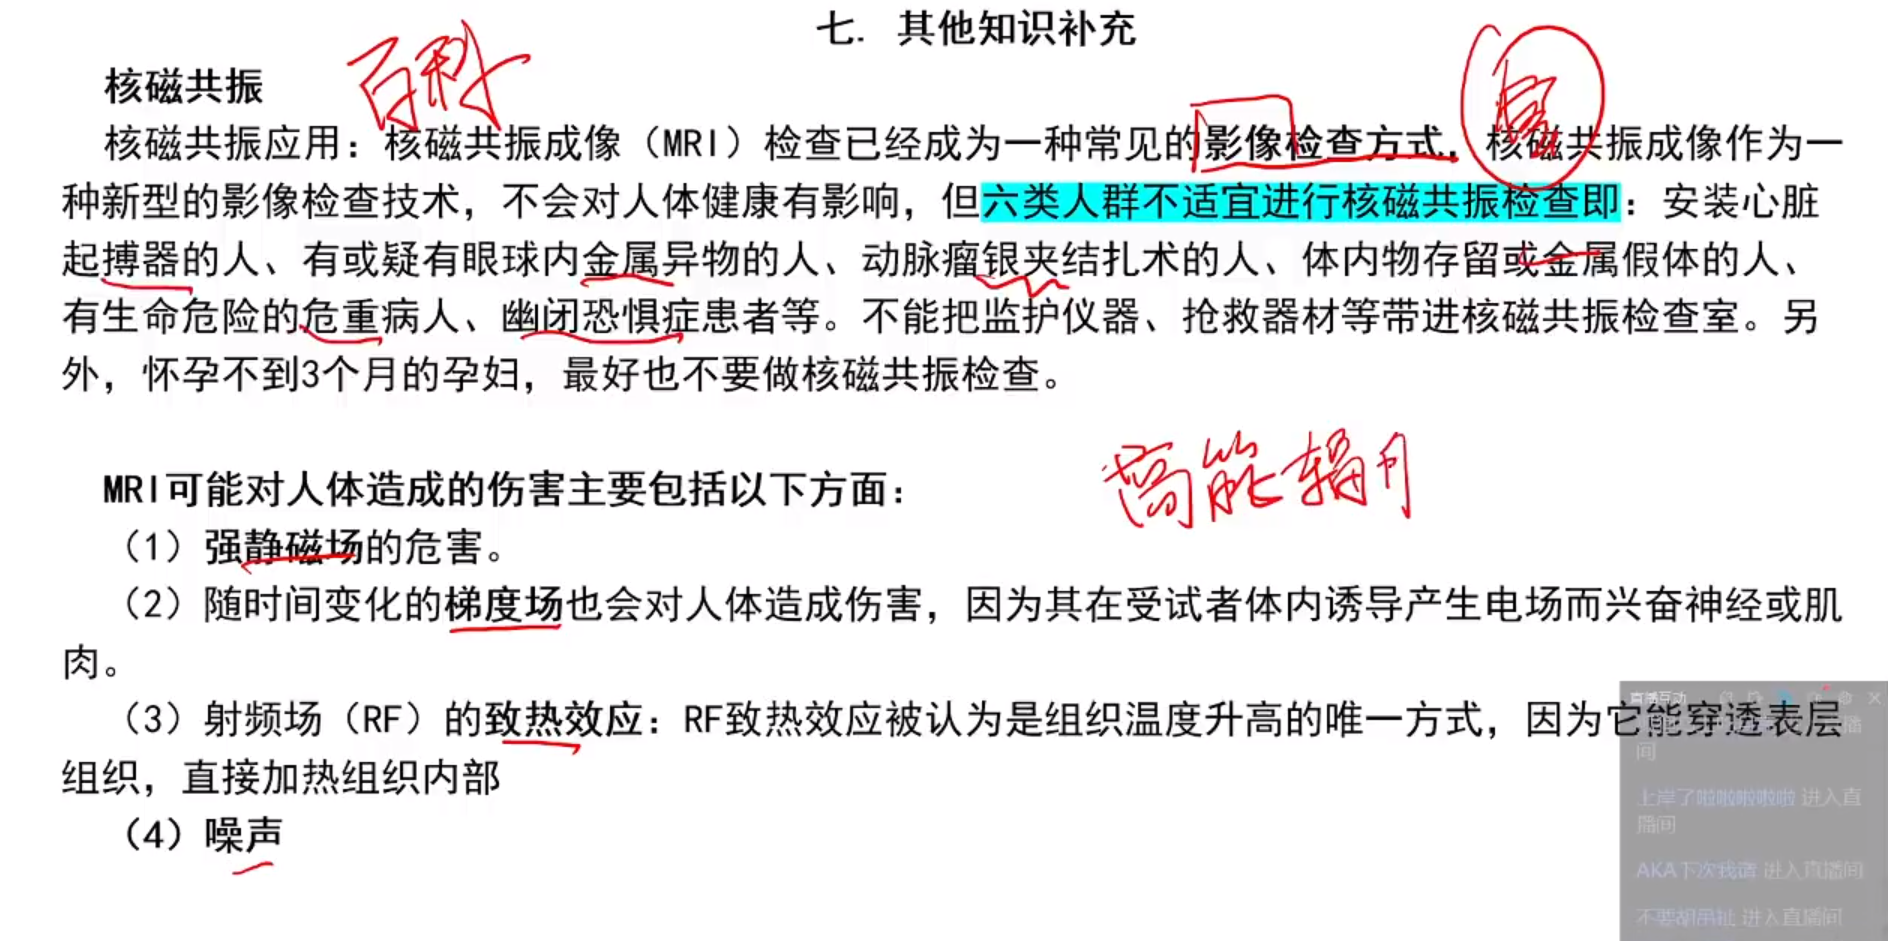 七. 其他知识补充
核磁共振
百科
核磁共振应用：核磁共振成像（MRI）检查已经成为一种常见的影像检查方式，核磁共振成像作为一
种新型的影像检查技术，不会对人体健康有影响，但六类人群不适宜进行核磁共振检查即：安装心脏
起搏器的人、有或疑有眼球内金属异物的人、动脉瘤银夹结扎术的人、体内物存留或金属假体的人、
有生命危险的危重病人、幽闭恐惧症患者等。不能把监护仪器、抢救器材等带进核磁共振检查室。另
外，怀孕不到3个月的孕妇，最好也不要做核磁共振检查。
高能辐射
MRI可能对人体造成的伤害主要包括以下方面：
（1）强静磁场的危害。
（2）随时间变化的梯度场也会对人体造成伤害，因为其在受试者体内诱导产生电场而兴奋神经或肌
肉。
（3）射频场（RF）的致热效应：RF致热效应被认为是组织温度升高的唯一方式，因为它能穿透表层
组织，直接加热组织内部
（4）噪声
直播互动
间
上岸了啦啦啦啦啦 进入直
播间
AKA下次我请 进入直播间
不要胡吊扯 进入直播间